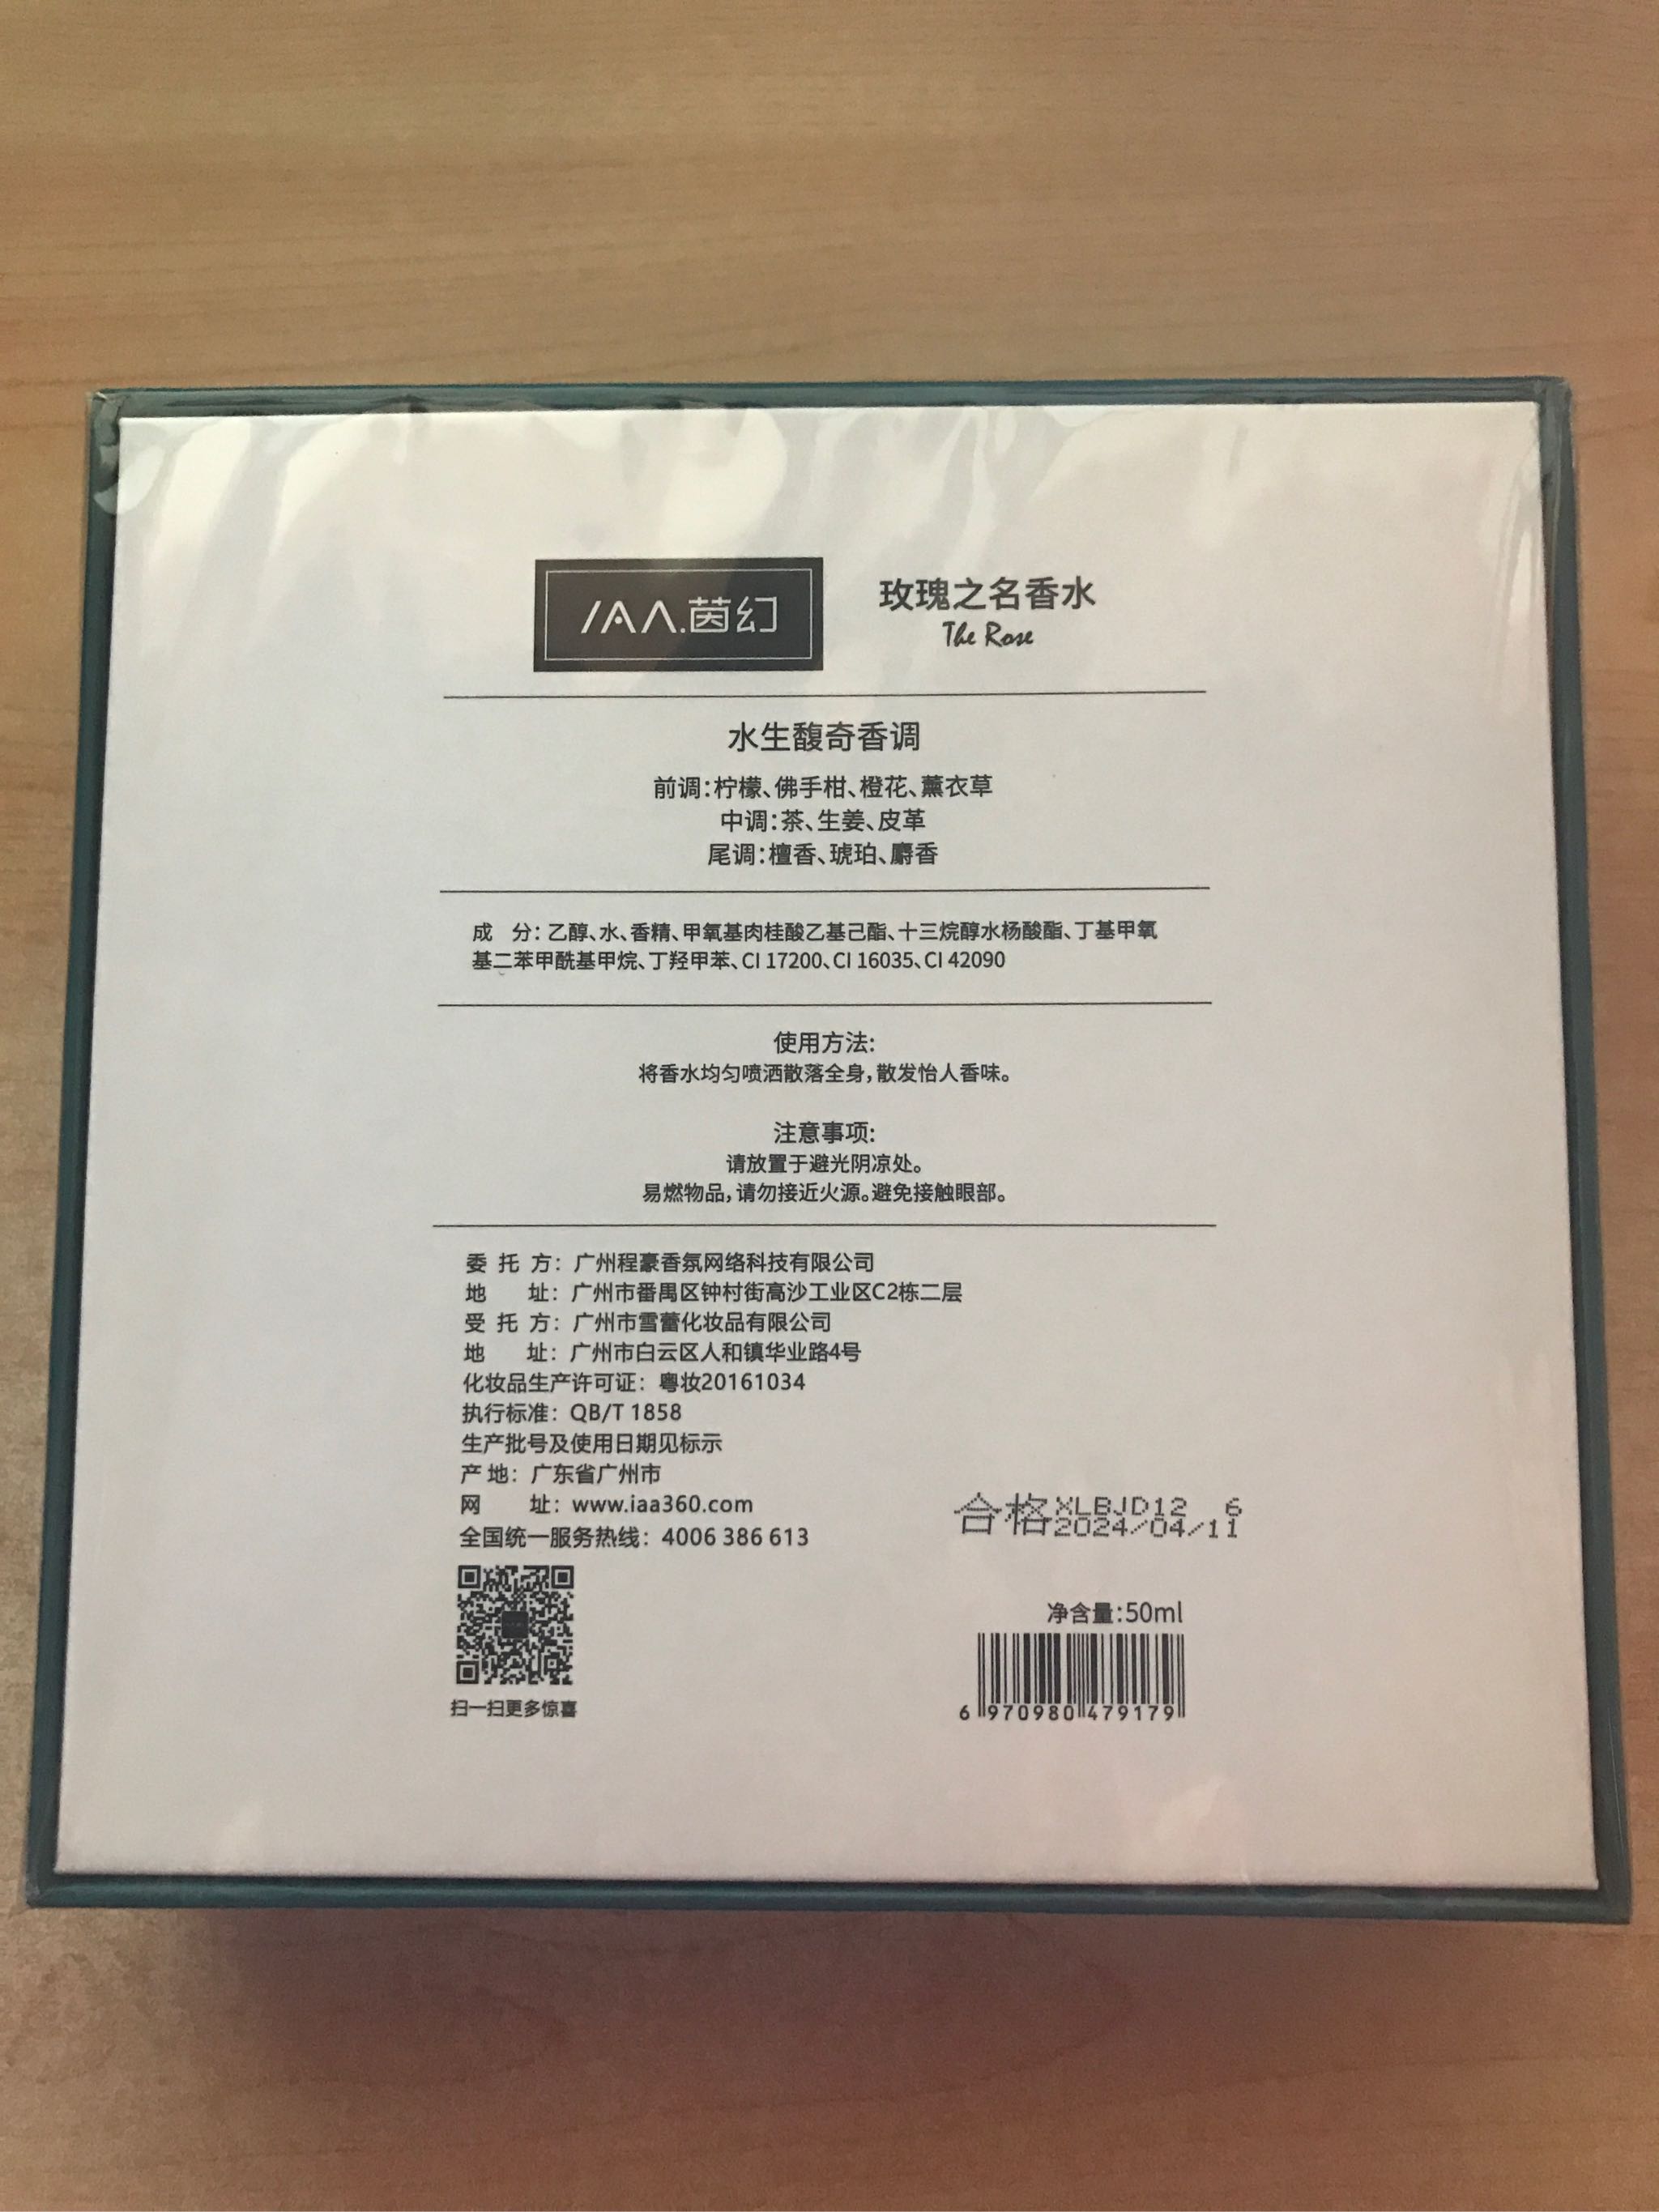 IAA.茵幻
玫瑰之名香水
The Rose
水生馥奇香调
前调:柠檬、佛手柑、橙花、薰衣草
中调:茶、生姜、皮革
尾调:檀香、琥珀、麝香
成 分:乙醇、水、香精、甲氧基肉桂酸乙基己酯、十三烷醇水杨酸酯、丁基甲氧
基二苯甲酰基甲烷、丁羟甲苯、CI 17200、CI 16035、CI 42090
使用方法:
将香水均匀喷洒散落全身,散发怡人香味。
注意事项:
请放置于避光阴凉处。
易燃物品,请勿接近火源。避免接触眼部。
委 托 方: 广州程豪香氛网络科技有限公司
地 址: 广州市番禺区钟村街高沙工业区C2栋二层
受 托 方: 广州市雪蕾化妆品有限公司
地 址: 广州市白云区人和镇华业路4号
化妆品生产许可证: 粤妆20161034
执行标准: QB/T 1858
生产批号及使用日期见标示
产 地: 广东省广州市
网 址: www.iaa360.com
全国统一服务热线: 4006 386 613
合格 XLBJD12 6
2024/04/11
扫一扫更多惊喜
净含量:50ml
6 970980 479179